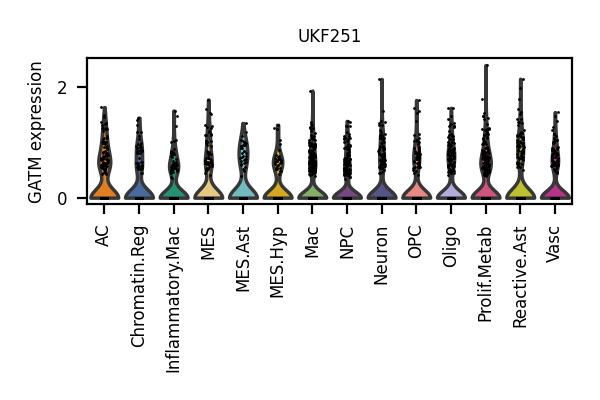 UKF251
GATM expression
2
0
AC
Chromatin.Reg
Inflammatory.Mac
MES
MES.Ast
MES.Hyp
Mac
NPC
Neuron
OPC
Oligo
Prolif.Metab
Reactive.Ast
Vasc